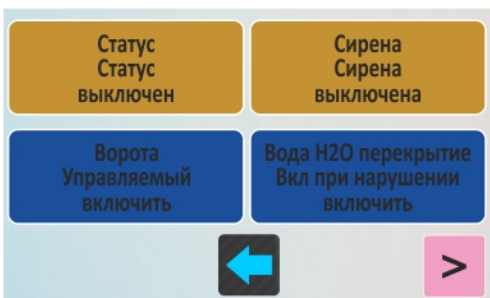 Статус
Статус
выключен
Сирена
Сирена
выключена
Ворота
Управляемый
включить
Вода H2O перекрытие
Вкл при нарушении
включить
>